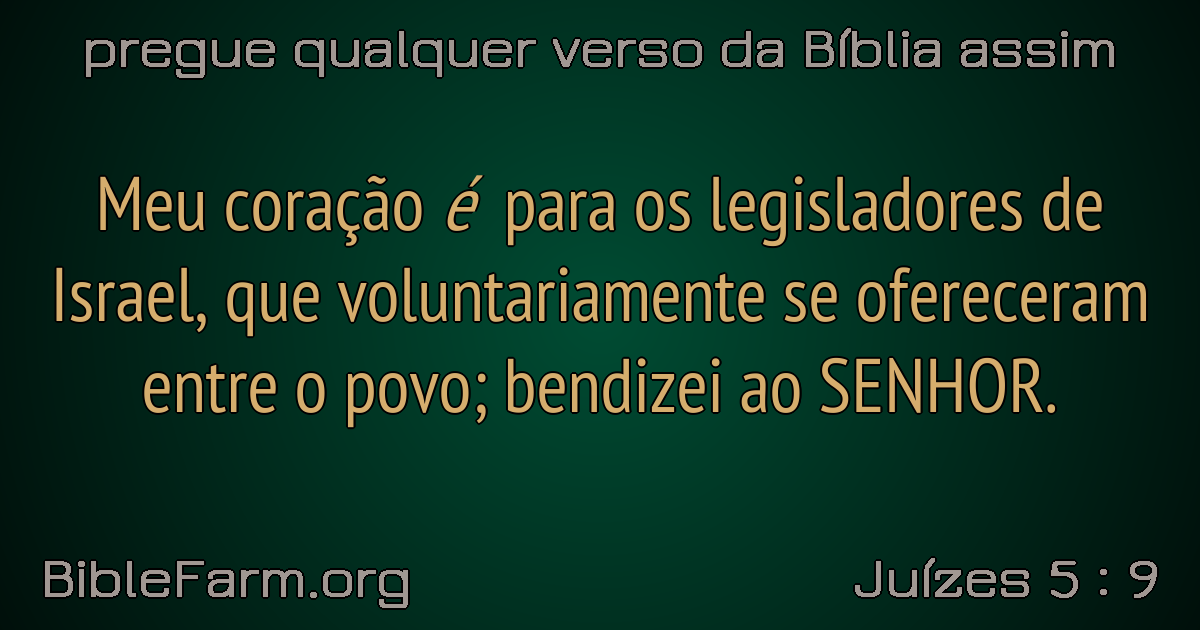 pregue qualquer verso da Bíblia assim
Meu coração é para os legisladores de
Israel, que voluntariamente se ofereceram
entre o povo; bendizei ao SENHOR.
BibleFarm.org
Juízes 5 : 9